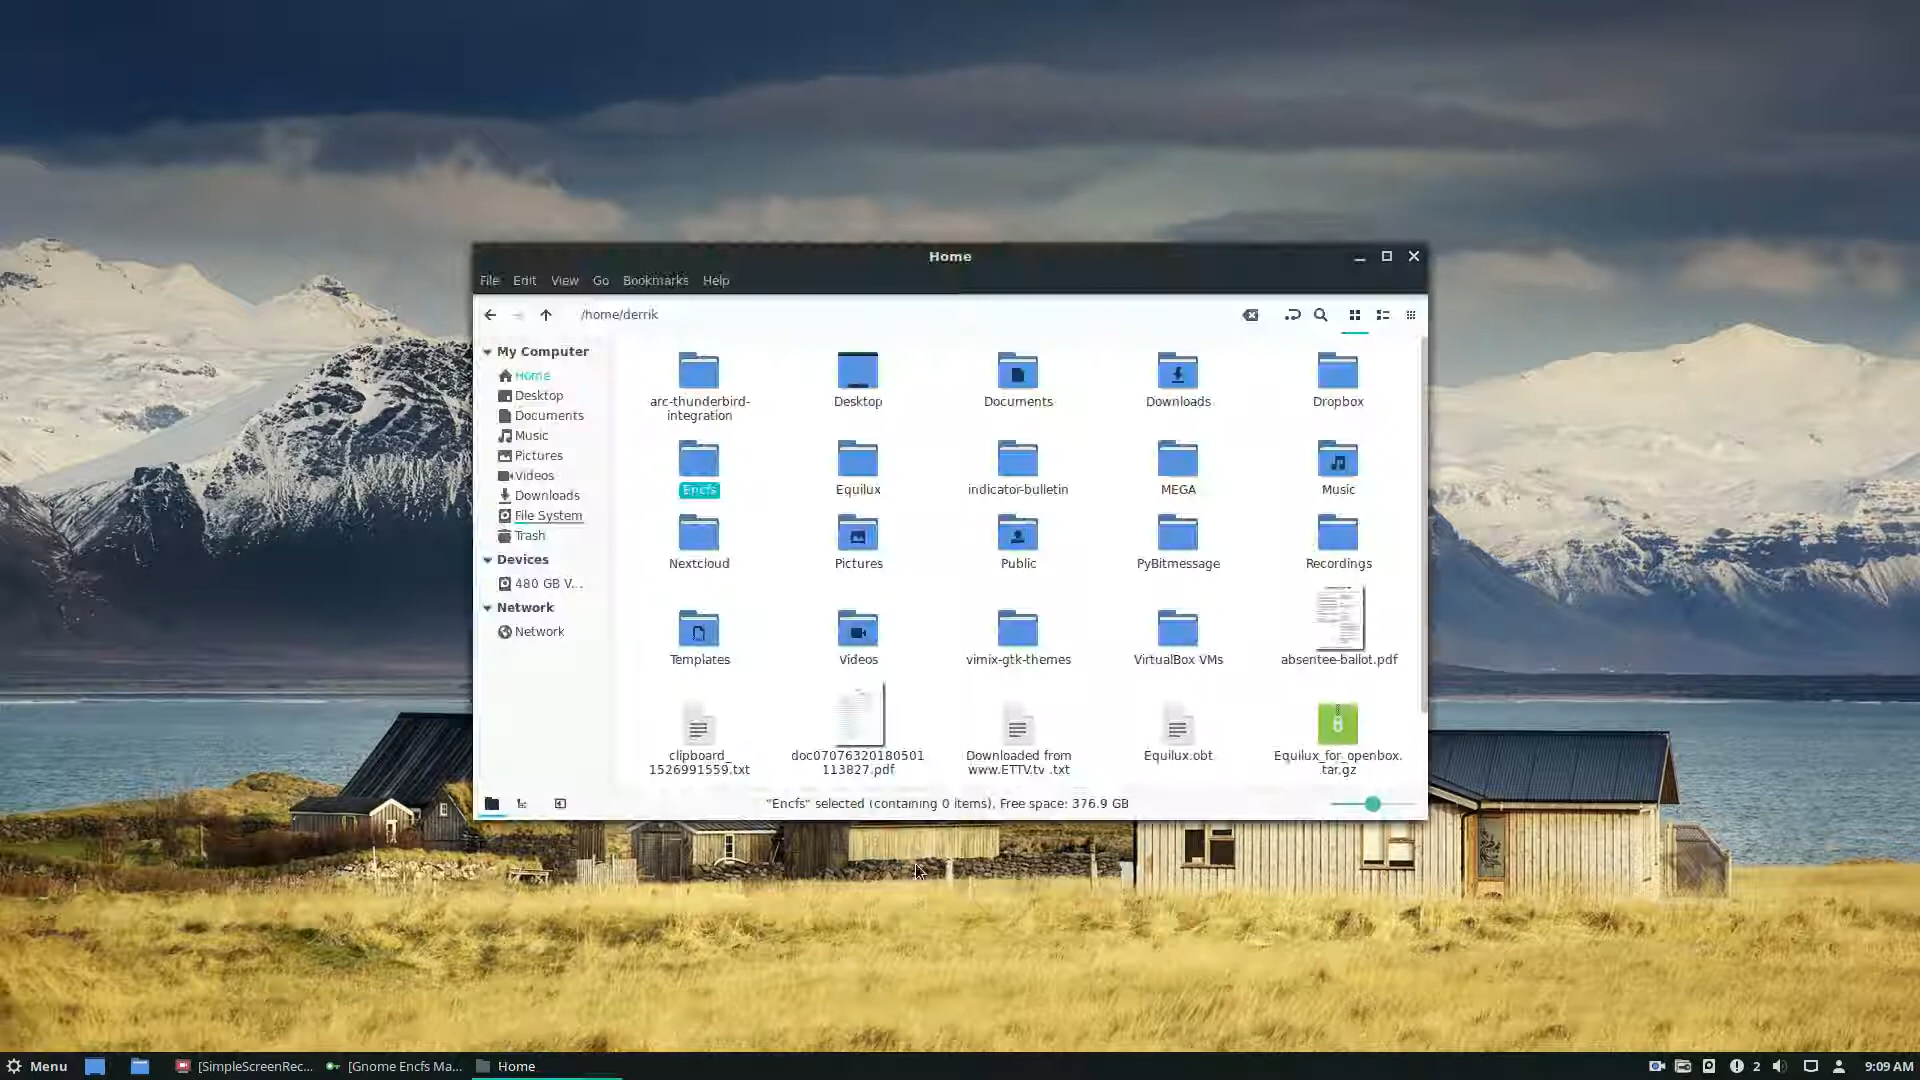 Home
File Edit View Go Bookmarks Help
/home/derrik
My Computer
Home
Desktop
Documents
Music
Pictures
Videos
Downloads
File System
Trash
Devices
480 GB V...
Network
Network
arc-thunderbird-
integration
Desktop
Documents
Downloads
Dropbox
Encfs
Equilux
indicator-bulletin
MEGA
Music
Nextcloud
Pictures
Public
PyBitmessage
Recordings
Templates
Videos
vimix-gtk-themes
VirtualBox VMs
absentee-ballot.pdf
clipboard_
1526991559.txt
doc07076320180501
113827.pdf
Downloaded from
www.ETTV.tv .txt
Equilux.obt
Equilux_for_openbox.
tar.gz
"Encfs" selected (containing 0 items), Free space: 376.9 GB
Menu [SimpleScreenRec... [Gnome Encfs Ma... Home 2 9:09 AM